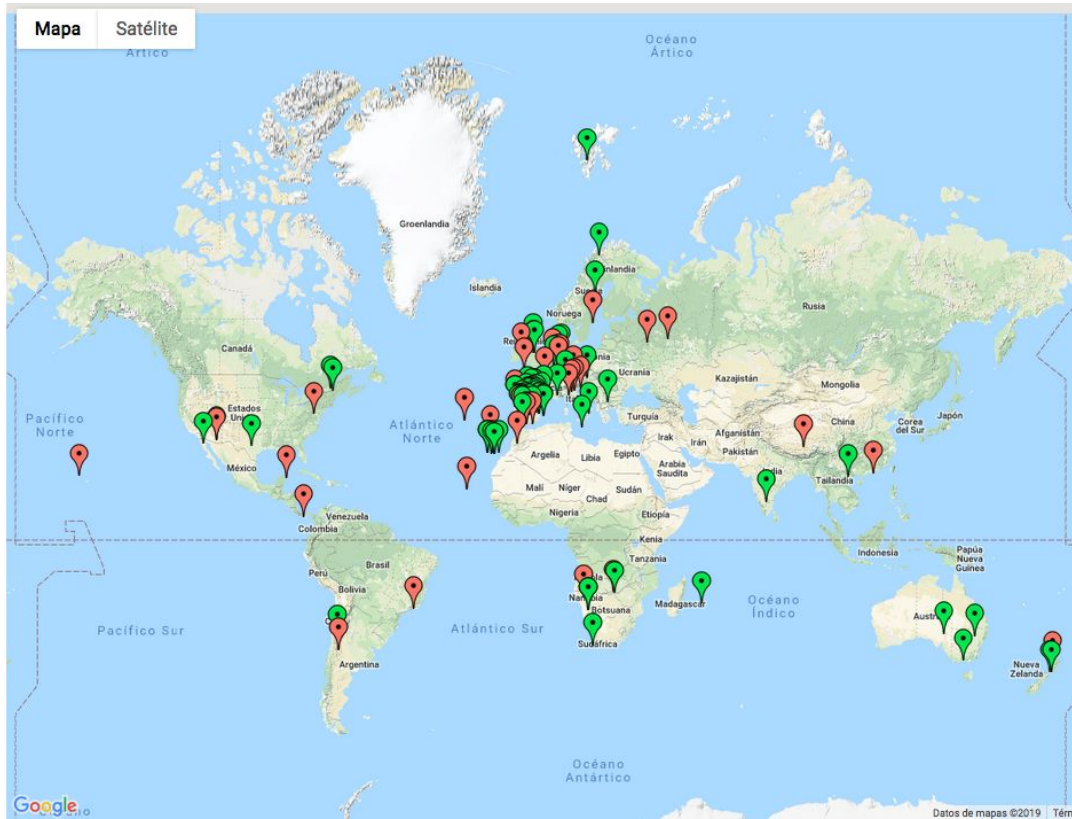 Mapa Satélite
Océano
Ártico
Ártico
Groenlandia
Islandia
Suecia
Noruega
Rusia
Canadá
Ucrania
Kazajistán
Mongolia
Pacífico
Norte
Estados
Atlántico
Norte
Turquía
China
Corea
del Sur
Japón
Irak
Irán
Afganistán
Pakistán
México
Argelia
Libia
Egipto
Arabia
Saudita
India
Tailandia
Malí
Níger
Sudán
Chad
Nigeria
Etiopía
Venezuela
Colombia
Kenia
Tanzania
Indonesia
Papúa
Nueva
Guinea
Perú
Brasil
Bolivia
Namibia
Botsuana
Madagascar
Océano
Índico
Pacífico Sur
Atlántico Sur
Sudáfrica
Argentina
Nueva
Zelanda
Océano
Antártico
Google
Datos de mapas ©2019